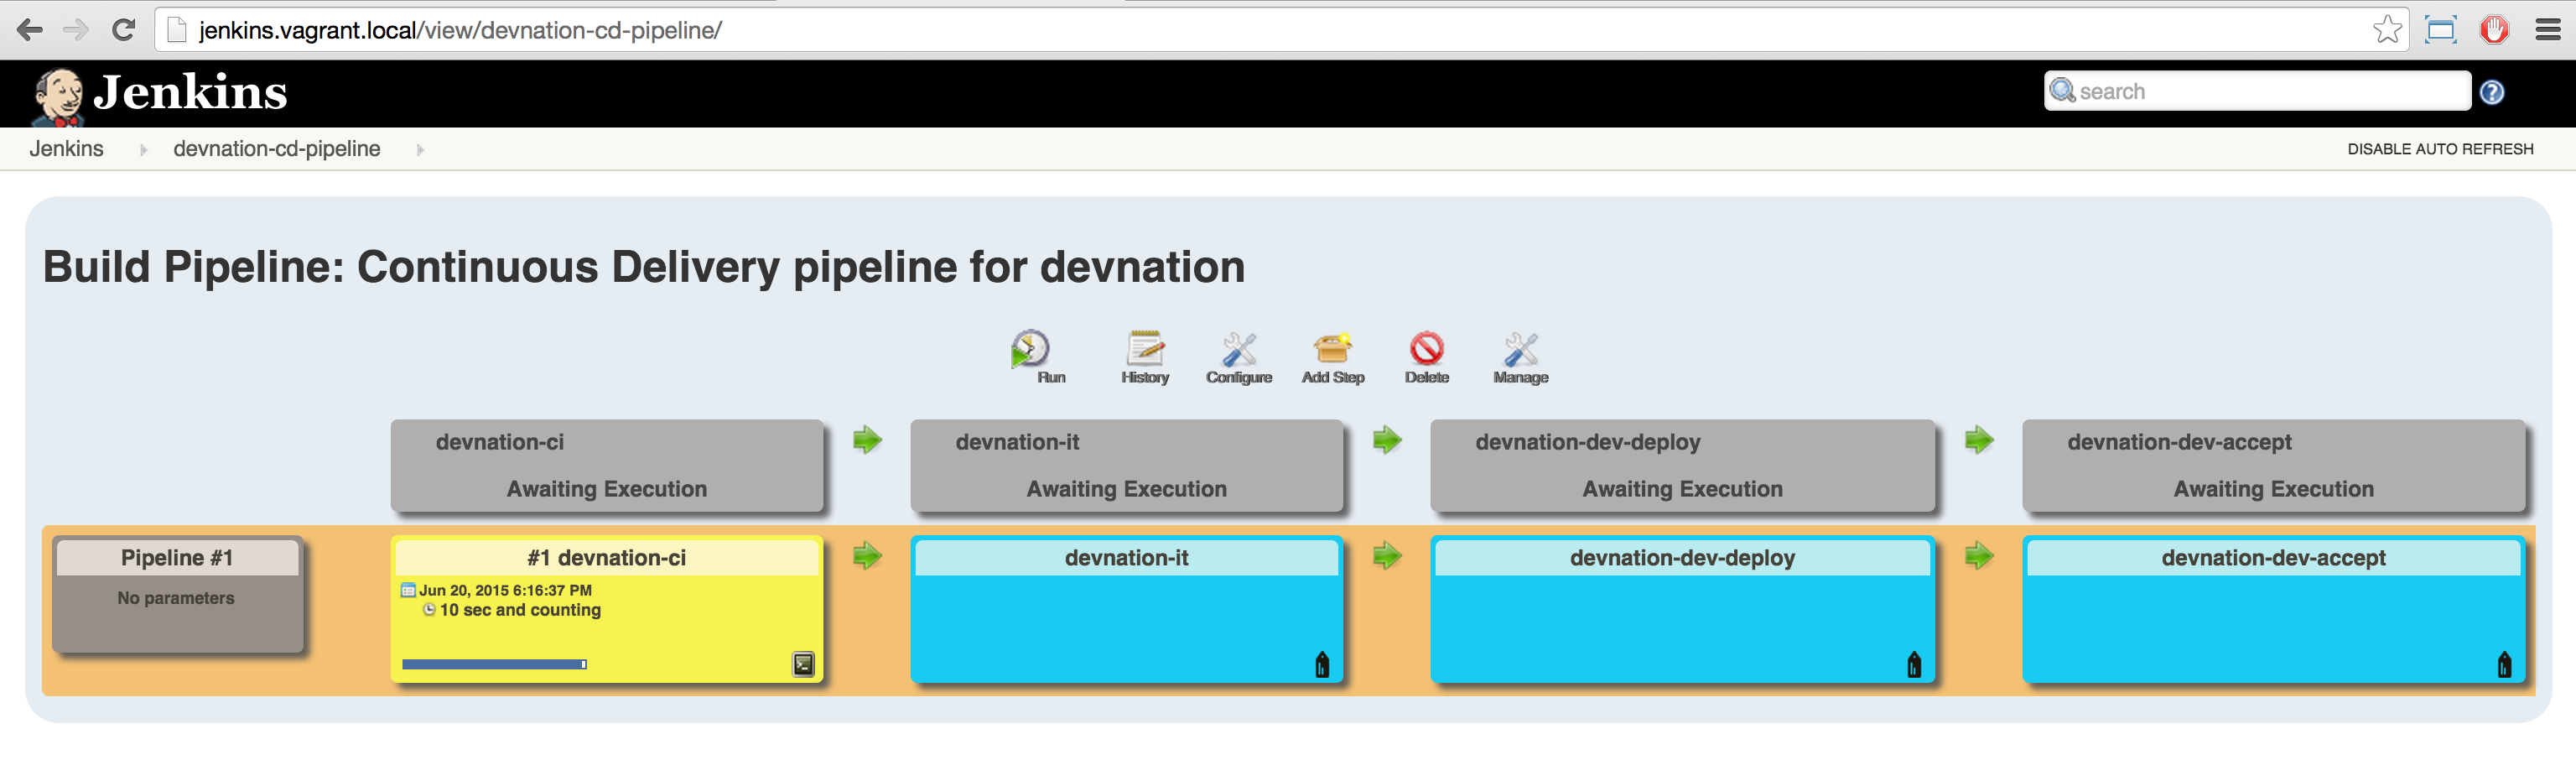 jenkins.vagrant.local/view/devnation-cd-pipeline/
Jenkins
search
Jenkins devnation-cd-pipeline DISABLE AUTO REFRESH
Build Pipeline: Continuous Delivery pipeline for devnation
Run History Configure Add Step Delete Manage
devnation-ci devnation-it devnation-dev-deploy devnation-dev-accept
Awaiting Execution Awaiting Execution Awaiting Execution Awaiting Execution
Pipeline #1 #1 devnation-ci devnation-it devnation-dev-deploy devnation-dev-accept
Jun 20, 2015 6:16:37 PM
No parameters
10 sec and counting